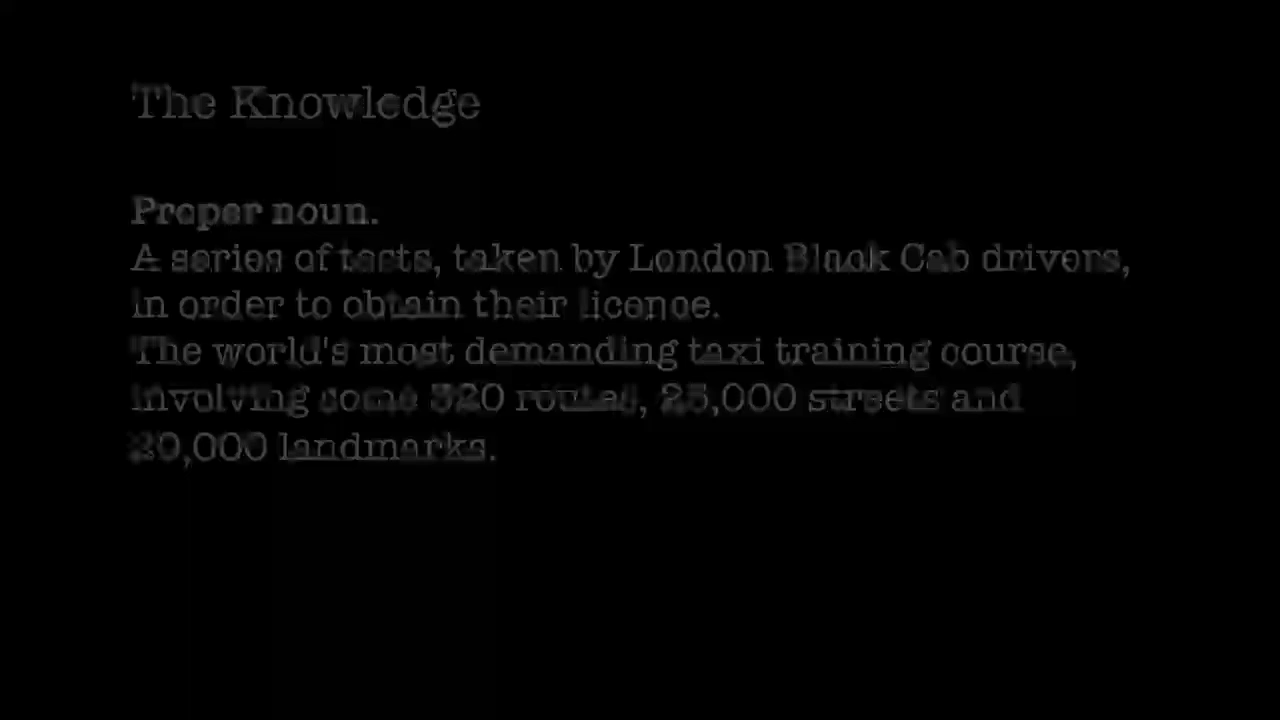 The Knowledge
Proper noun.
A series of tests, taken by London Black Cab drivers,
in order to obtain their licence.
The world's most demanding taxi training course,
involving some 320 routes, 25,000 streets and
20,000 landmarks.